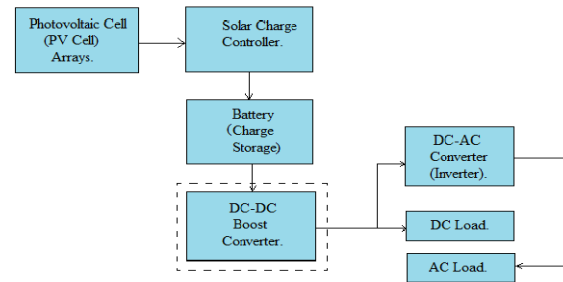 Photovoltaic Cell
(PV Cell)
Arrays.
Solar Charge
Controller.
Battery
(Charge
Storage)
DC-DC
Boost
Converter.
DC-AC
Converter
(Inverter).
DC Load.
AC Load.